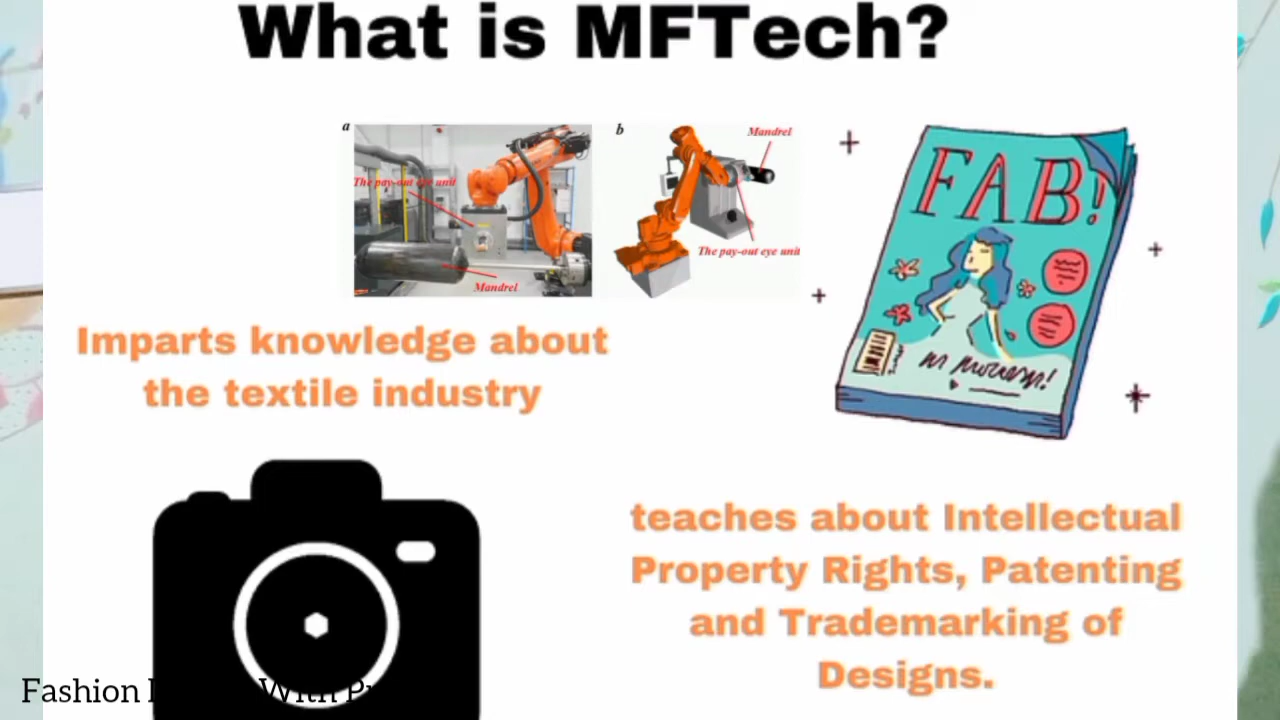 What is MFTech?
a
b
Mandrel
The pay-out eye unit
The pay-out eye unit
Mandrel
FAB!
Imparts knowledge about
the textile industry
teaches about Intellectual
Property Rights, Patenting
and Trademarking of
Designs.
Fashion With